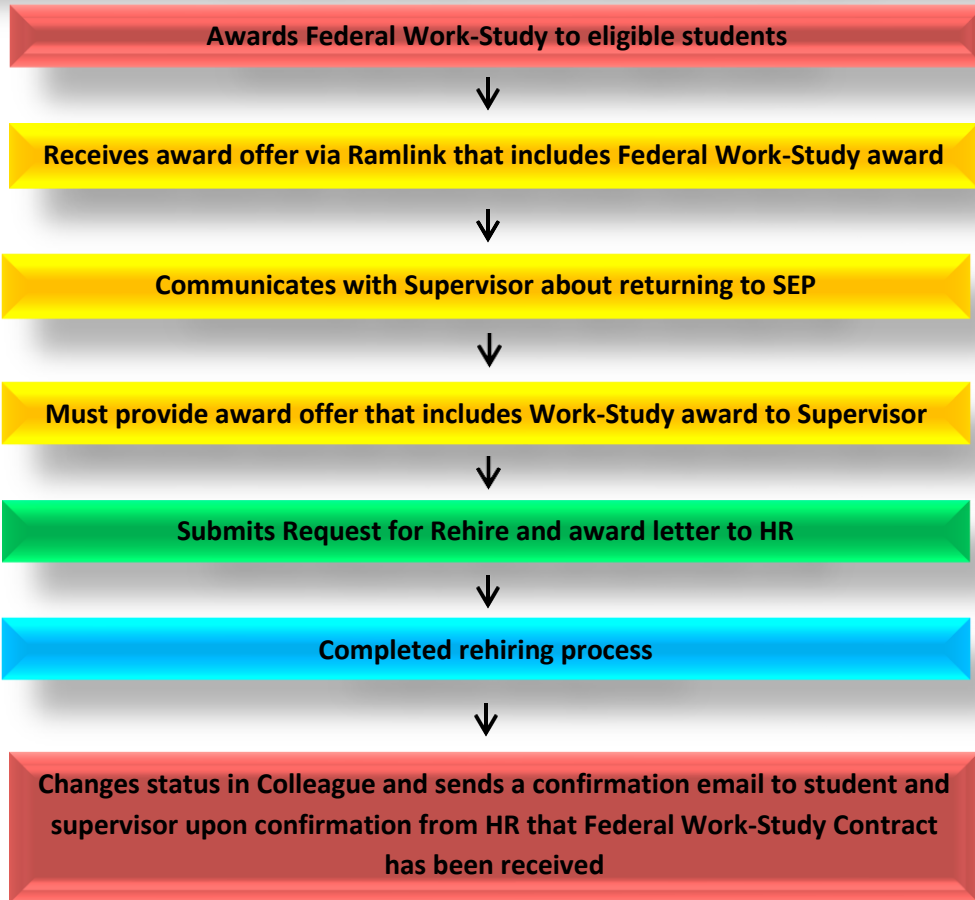 Awards Federal Work-Study to eligible students
Receives award offer via Ramlink that includes Federal Work-Study award
Communicates with Supervisor about returning to SEP
Must provide award offer that includes Work-Study award to Supervisor
Submits Request for Rehire and award letter to HR
Completed rehiring process
Changes status in Colleague and sends a confirmation email to student and
supervisor upon confirmation from HR that Federal Work-Study Contract
has been received